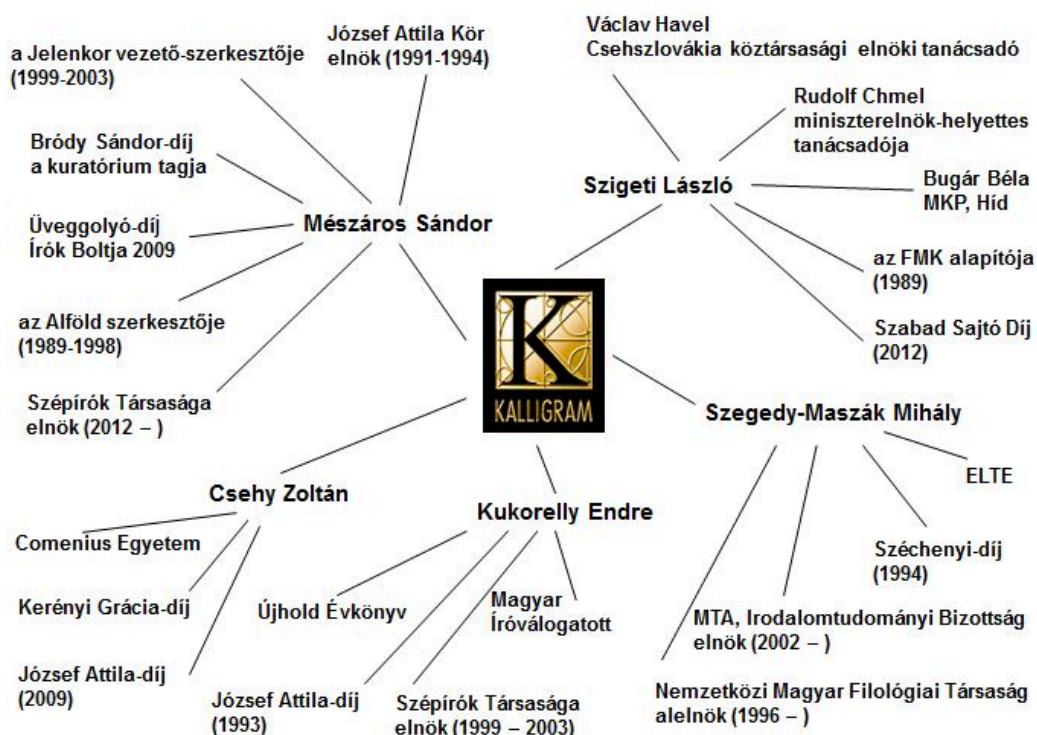 a Jelenkor vezető-szerkesztője
(1999-2003)
József Attila Kör
elnök (1991-1994)
Václav Havel
Csehszlovákia köztársasági elnöki tanácsadó
Rudolf Chmel
miniszterelnök-helyettes
tanácsadója
Bródy Sándor-díj
a kuratórium tagja
Szigeti László
Bugár Béla
MKP, Híd
Üveggolyó-díj
Írók Boltja 2009
Mészáros Sándor
az FMK alapítója
(1989)
az Alföld szerkesztője
(1989-1998)
Szabad Sajtó Díj
(2012)
K
KALLIGRAM
Szépírók Társasága
elnök (2012 – )
Szegedy-Maszák Mihály
ELTE
Csehy Zoltán
Kukorelly Endre
Comenius Egyetem
Széchenyi-díj
(1994)
Kerényi Grácia-díj
Újhold Évkönyv
Magyar
Íróválogatott
MTA, Irodalomtudományi Bizottság
elnök (2002 – )
József Attila-díj
(2009)
József Attila-díj
(1993)
Szépírók Társasága
elnök (1999 – 2003)
Nemzetközi Magyar Filológiai Társaság
alelnök (1996 – )